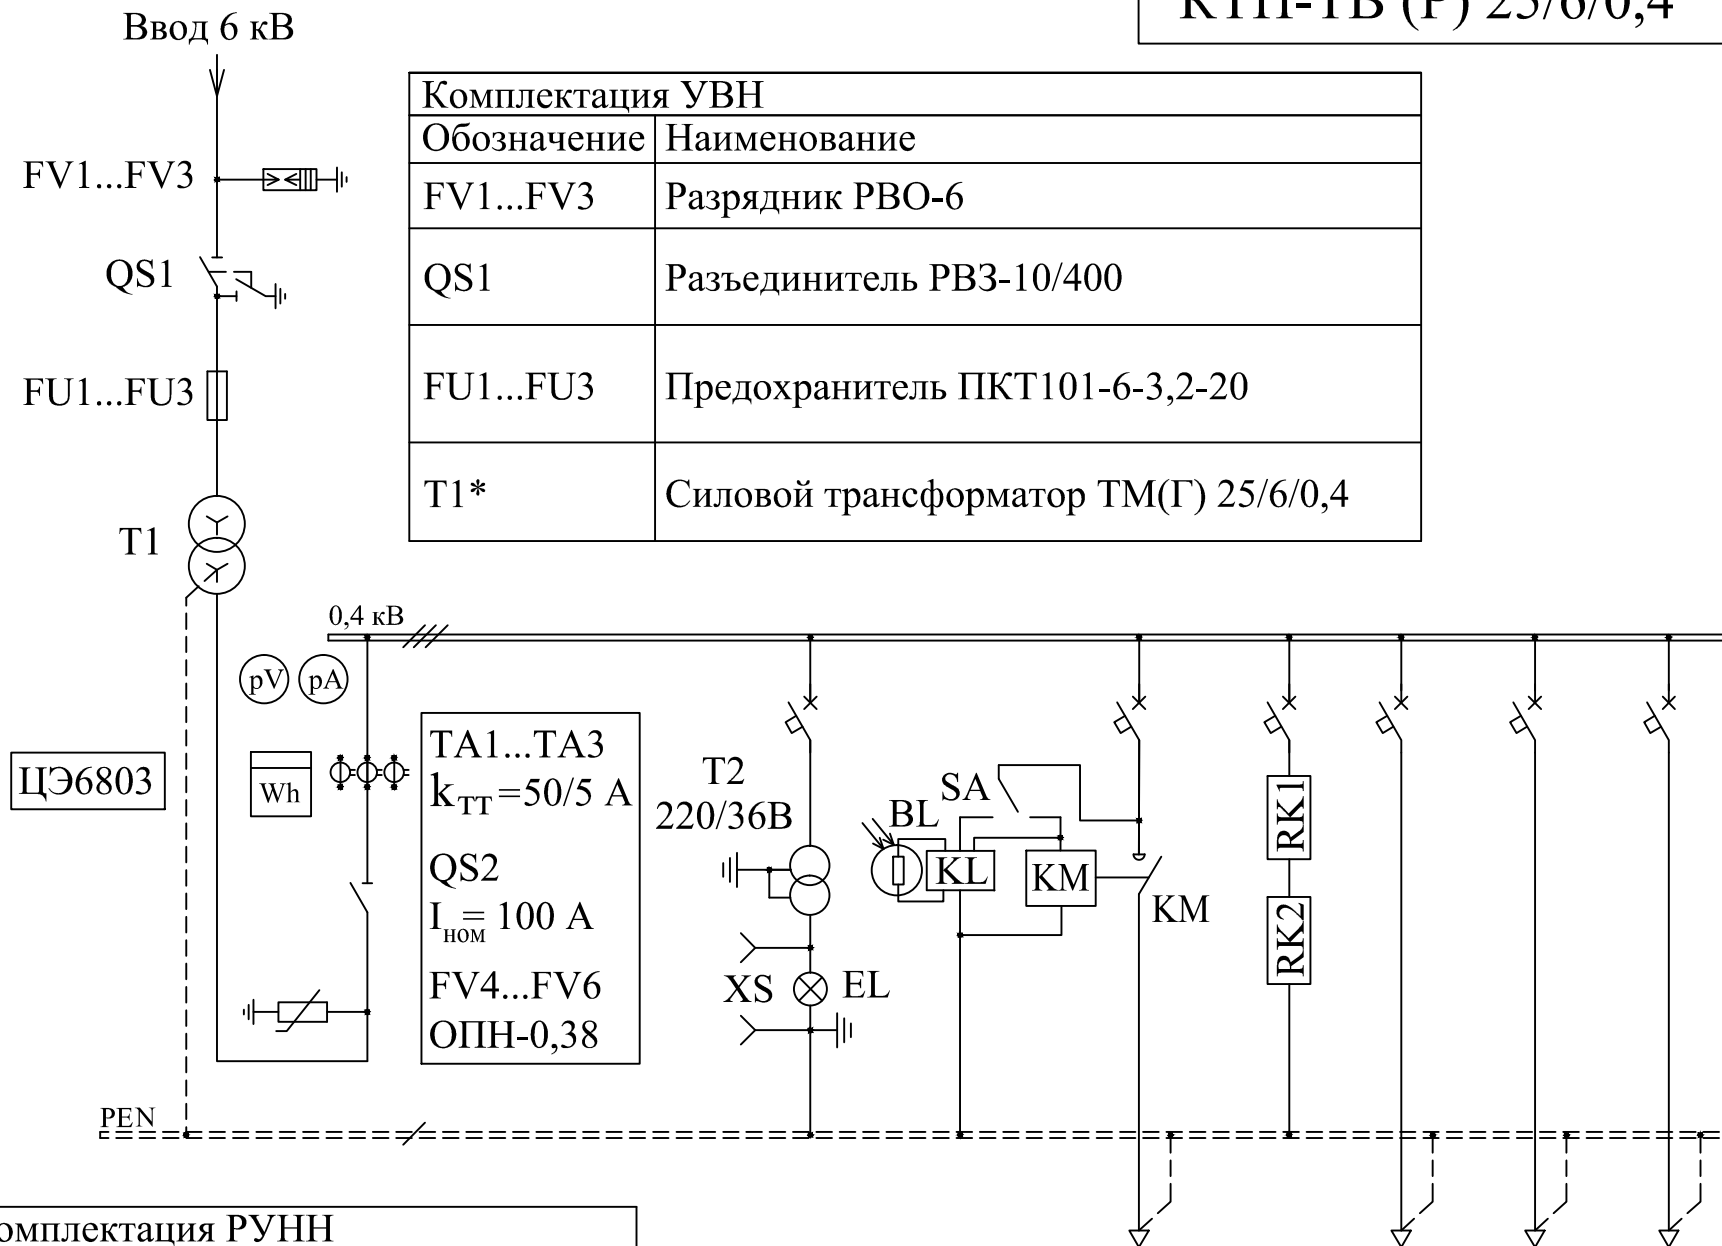 КТП-ТВ (Р) 25/6/0,4
Ввод 6 кВ
Комплектация УВН
Обозначение Наименование
FV1...FV3
FV1...FV3 Разрядник РВО-6
QS1
QS1 Разъединитель РВЗ-10/400
FU1...FU3
FU1...FU3 Предохранитель ПКТ101-6-3,2-20
T1* Силовой трансформатор ТМ(Г) 25/6/0,4
T1
0,4 кВ
pV pA
ЦЭ6803
Wh
TA1...TA3
kТТ=50/5 А
QS2
Iном= 100 А
FV4...FV6
ОПН-0,38
T2
220/36В
XS EL
BL
SA
KL
KM
KM
RK1
RK2
PEN
омплектация РУНН